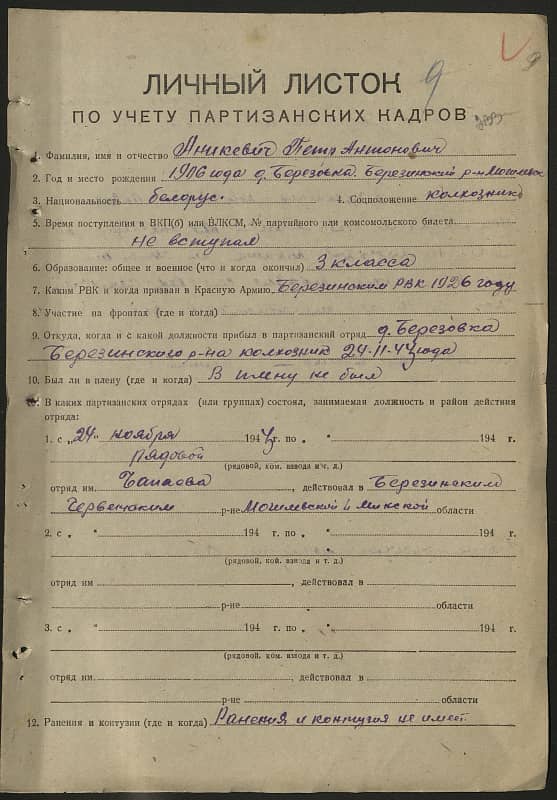 9
9
ЛИЧНЫЙ ЛИСТОК
ПО УЧЕТУ ПАРТИЗАНСКИХ КАДРОВ
1. Фамилия, имя и отчество Аникевич Петр Антонович
2. Год и место рождения 1906 года д. Березовка Березинский р-н Могилевск
3. Национальность белорус. 4. Соцположение колхозник
5. Время поступления в ВКП(б) или ВЛКСМ, № партийного или комсомольского билета
не вступал
6. Образование: общее и военное (что и когда окончил) 3 класса
7. Каким РВК и когда призван в Красную Армию Березинским РВК 1926 году
8. Участие на фронтах (где и когда)
9. Откуда, когда и с какой должности прибыл в партизанский отряд д. Березовка
Березинского р-на колхозник 24-11-43 года
10. Был ли в плену (где и когда) В плену не был
11. В каких партизанских отрядах (или группах) состоял, занимаемая должность и район действия
отряда:
1. с „24" ноября 1943 г. по „ " 194 г.
рядовой
(рядовой, ком. взвода и т. д.)
отряд им. Чапаева, действовал в Березинским
Червенским р-не Могилевской и Минской области
2. с „ " 194 г. по „ " 194 г.
(рядовой, ком. взвода и т. д.)
отряд им , действовал в
р-не области
3. с „ " 194 г. по „ " 194 г.
(рядовой, ком. взвода и т. д.)
отряд им. , действовал в
р-не области
12. Ранения и контузии (где и когда) Ранения и контузия не имеет